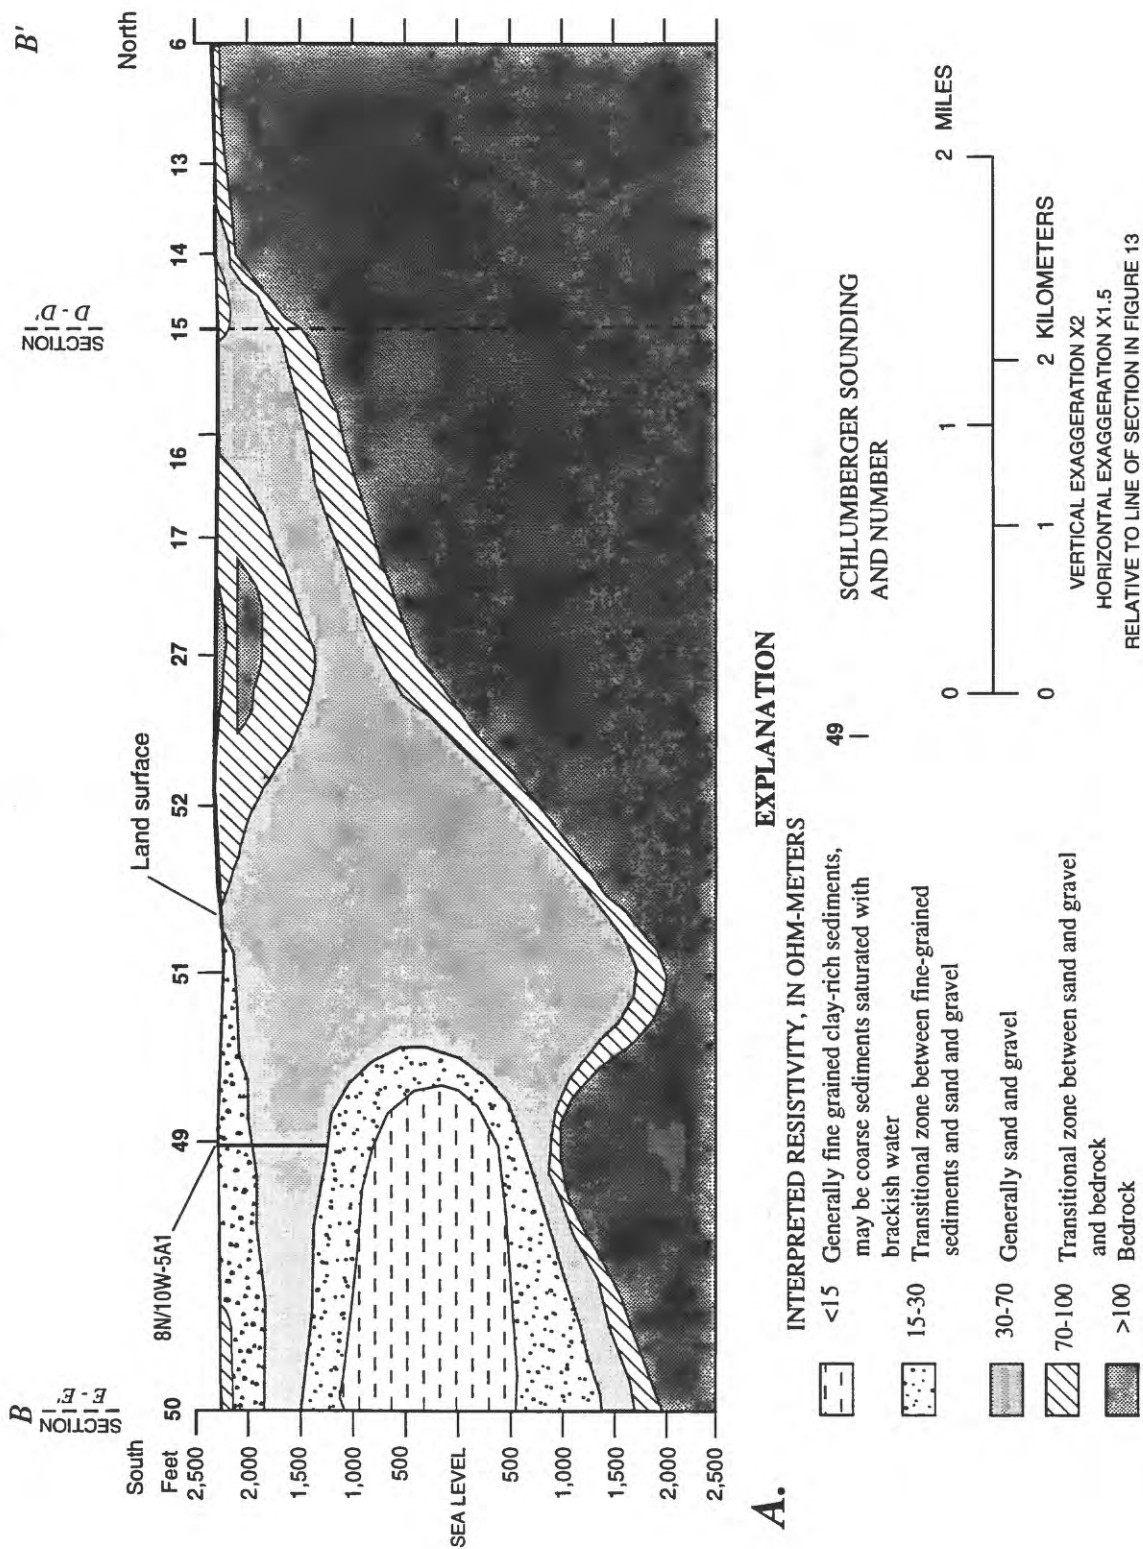 B
B'
SECTION
E - E'
SECTION
D - D'
South
North
Feet
8N/10W-5A1
Land surface
50
49
51
52
27
17
16
15
14
13
6
2,500
2,000
1,500
1,000
500
SEA LEVEL
500
1,000
1,500
2,000
2,500
A.
EXPLANATION
INTERPRETED RESISTIVITY, IN OHM-METERS
<15 Generally fine grained clay-rich sediments,
may be coarse sediments saturated with
brackish water
15-30 Transitional zone between fine-grained
sediments and sand and gravel
30-70 Generally sand and gravel
70-100 Transitional zone between sand and gravel
and bedrock
>100 Bedrock
49
SCHLUMBERGER SOUNDING
AND NUMBER
0 1 2 MILES
0 1 2 KILOMETERS
VERTICAL EXAGGERATION X2
HORIZONTAL EXAGGERATION X1.5
RELATIVE TO LINE OF SECTION IN FIGURE 13